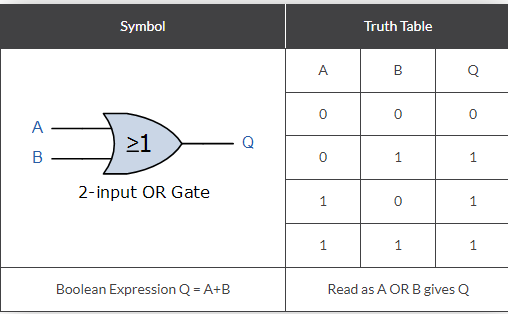 Symbol Truth Table
A B Q
0 0 0
0 1 1
1 0 1
1 1 1
A
B
≥1
Q
2-input OR Gate
Boolean Expression Q = A+B Read as A OR B gives Q